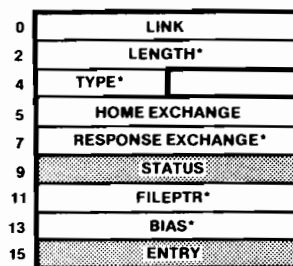 0 LINK
2 LENGTH*
4 TYPE*
5 HOME EXCHANGE
7 RESPONSE EXCHANGE*
9 STATUS
11 FILEPTR*
13 BIAS*
15 ENTRY